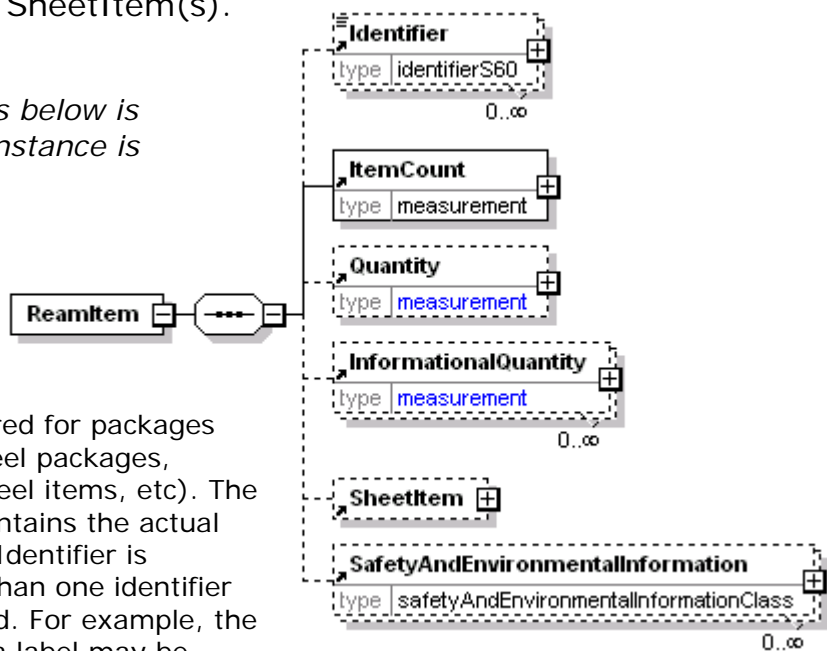 SheetItem(s).
s below is
nstance is
ed for packages
eel packages,
eel items, etc). The
ntains the actual
Identifier is
han one identifier
d. For example, the
label may be
ReamItem
Identifier
type identifierS60
0..∞
ItemCount
type measurement
Quantity
type measurement
InformationalQuantity
type measurement
0..∞
SheetItem
SafetyAndEnvironmentalInformation
type safetyAndEnvironmentalInformationClass
0..∞